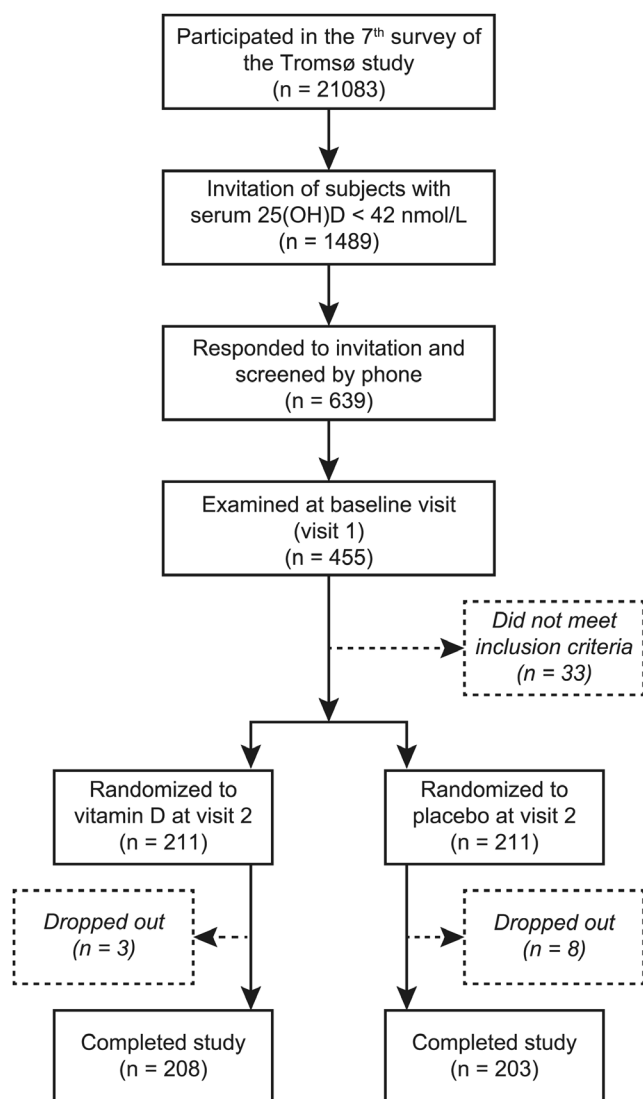 Participated in the 7th survey of
the Tromsø study
(n = 21083)
Invitation of subjects with
serum 25(OH)D < 42 nmol/L
(n = 1489)
Responded to invitation and
screened by phone
(n = 639)
Examined at baseline visit
(visit 1)
(n = 455)
Did not meet
inclusion criteria
(n = 33)
Randomized to
vitamin D at visit 2
(n = 211)
Randomized to
placebo at visit 2
(n = 211)
Dropped out
(n = 3)
Dropped out
(n = 8)
Completed study
(n = 208)
Completed study
(n = 203)